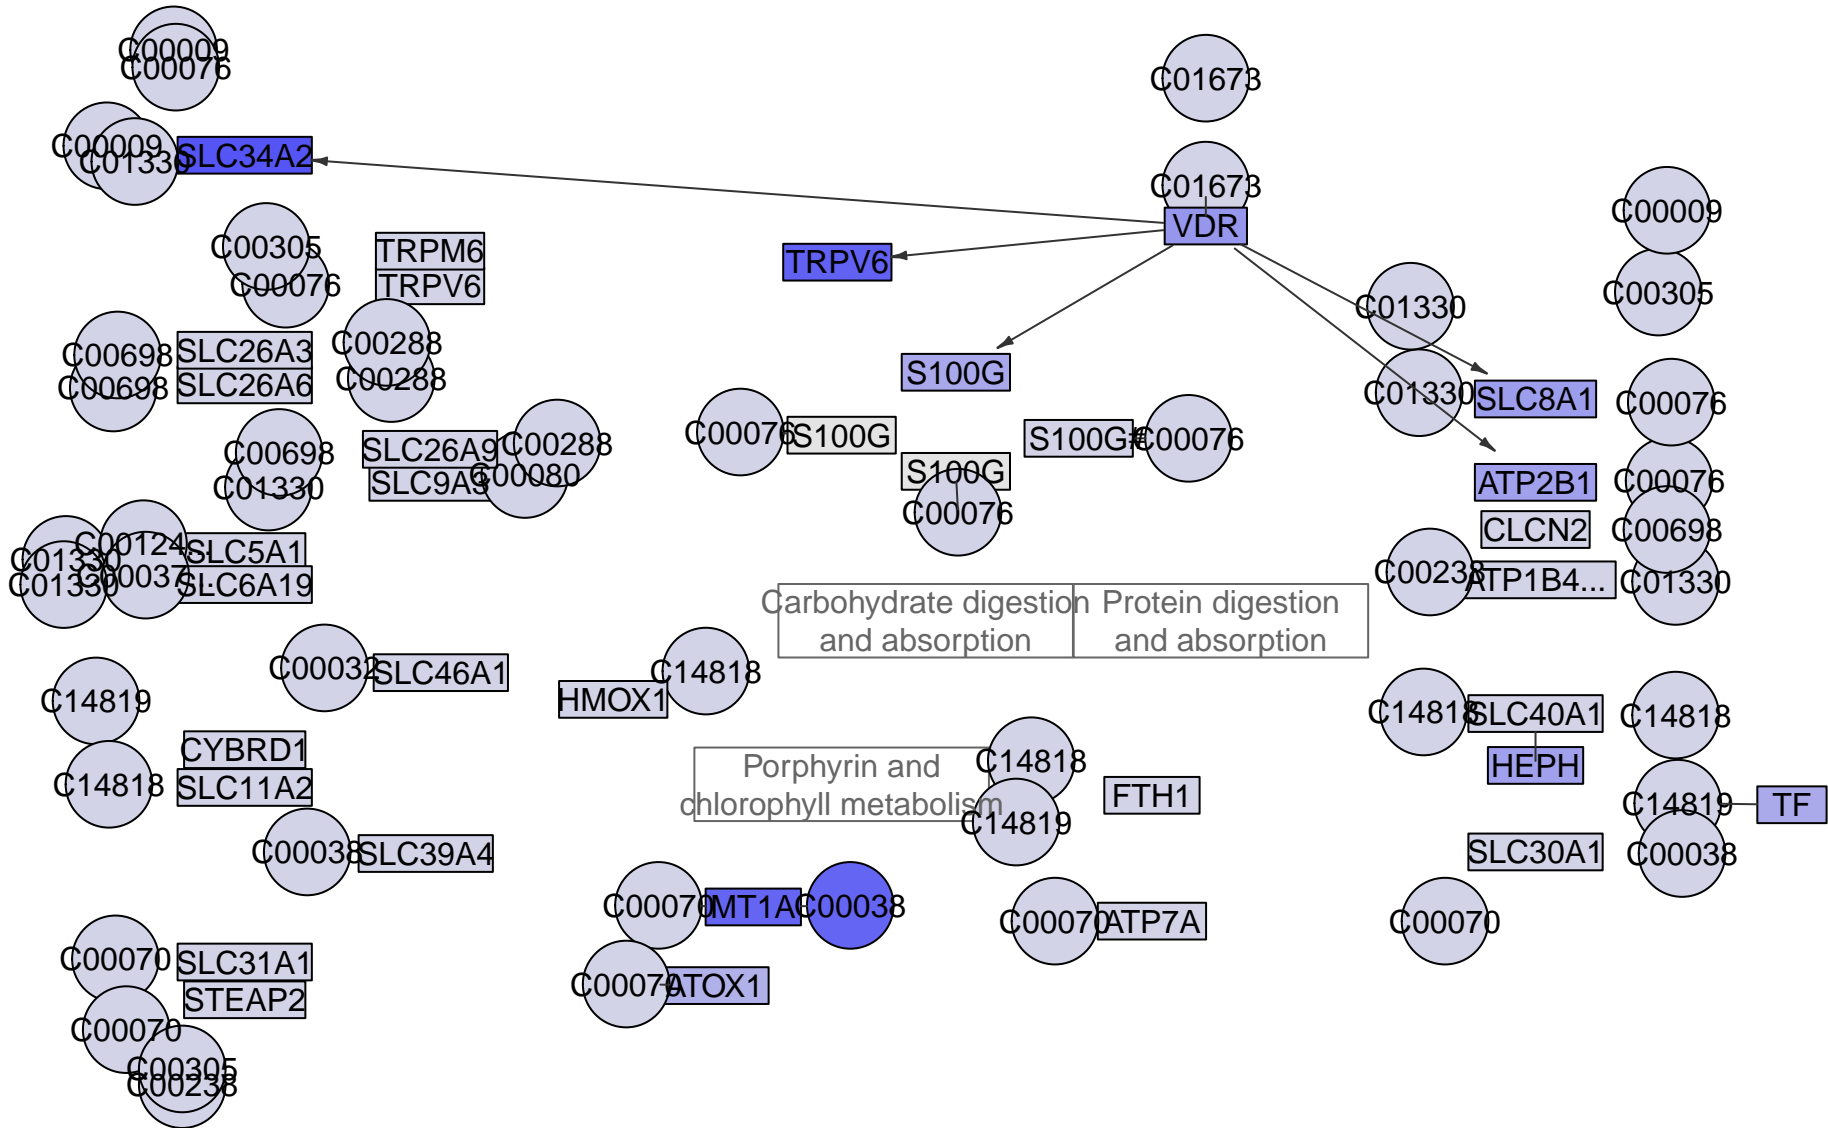 C00009
C00076
C01673
C00009
C01330
SLC34A2
C01673
VDR
C00009
C00305
C00076
TRPM6
TRPV6
TRPV6
C01330
C00305
C00698
C00698
SLC26A3
SLC26A6
C00288
C00288
S100G
C01330
SLC8A1
C00076
C00698
C01330
SLC26A9
SLC9A3
C00288
C00080
C00076
S100G
S100G
C00076
S100G#
C00076
ATP2B1
C00076
CLCN2
C00698
C01330
C01330
C00124...
C00037...
SLC5A1
SLC6A19
C00238
ATP1B4...
C01330
Carbohydrate digestion
and absorption
Protein digestion
and absorption
C14819
C00032
SLC46A1
HMOX1
C14818
C14818
SLC40A1
C14818
CYBRD1
C14818
SLC11A2
Porphyrin and
chlorophyll metabolism
C14818
C14819
FTH1
HEPH
C14819
TF
C00038
SLC39A4
SLC30A1
C00038
C00070
MT1A
C00038
C00070
ATP7A
C00070
C00070
SLC31A1
STEAP2
C00070
ATOX1
C00070
C00305
C00238